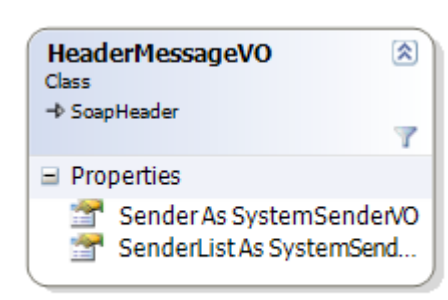 HeaderMessageVO
Class
SoapHeader
Properties
Sender As SystemSenderVO
SenderList As SystemSend...